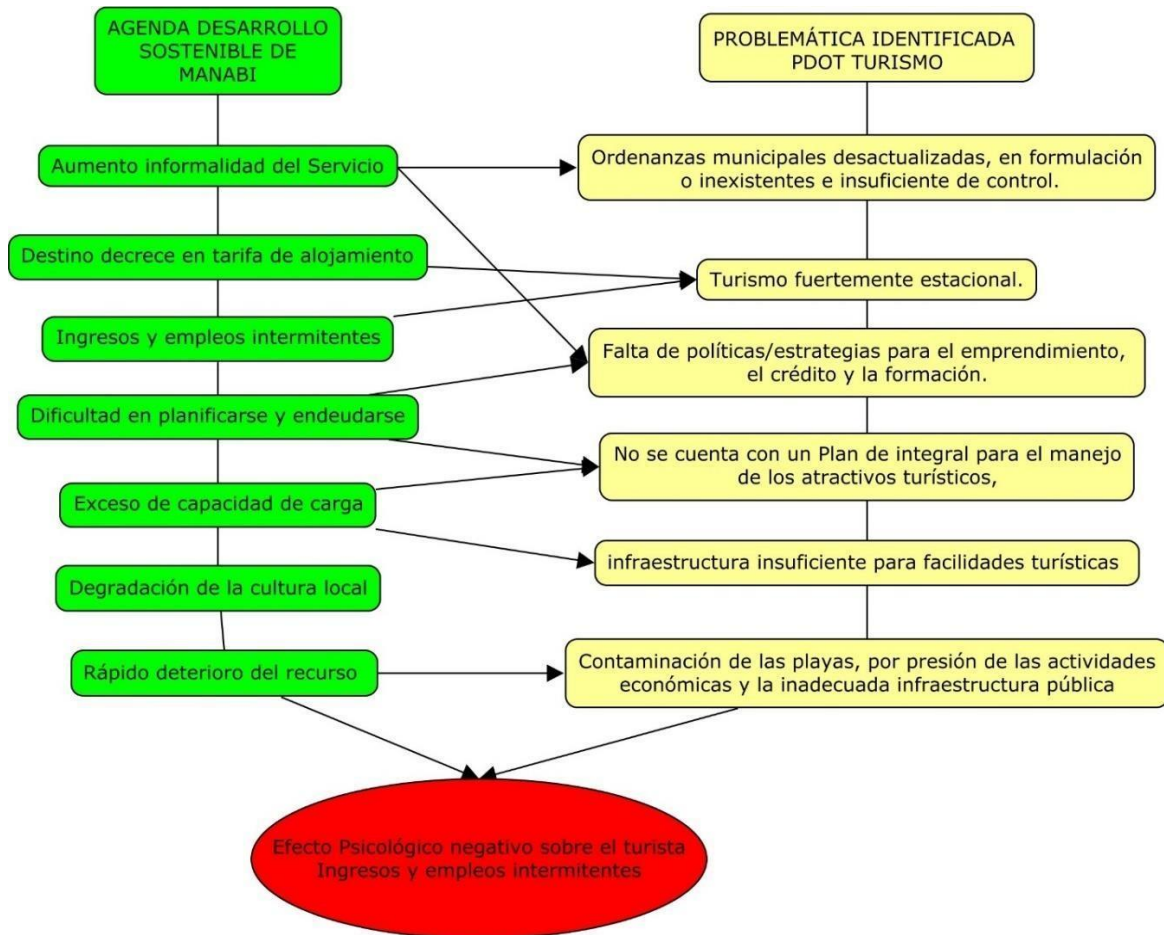 AGENDA DESARROLLO
SOSTENIBLE DE
MANABI
Aumento informalidad del Servicio
Destino decrece en tarifa de alojamiento
Ingresos y empleos intermitentes
Dificultad en planificarse y endeudarse
Exceso de capacidad de carga
Degradación de la cultura local
Rápido deterioro del recurso
PROBLEMÁTICA IDENTIFICADA
PDOT TURISMO
Ordenanzas municipales desactualizadas, en formulación
o inexistentes e insuficiente de control.
Turismo fuertemente estacional.
Falta de políticas/estrategias para el emprendimiento,
el crédito y la formación.
No se cuenta con un Plan de integral para el manejo
de los atractivos turísticos,
infraestructura insuficiente para facilidades turísticas
Contaminación de las playas, por presión de las actividades
económicas y la inadecuada infraestructura pública
Efecto Psicológico negativo sobre el turista
Ingresos y empleos intermitentes